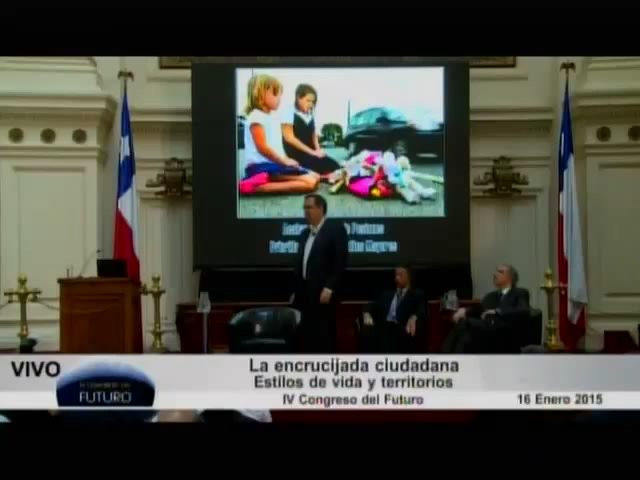 VIVO
FUTURO
La encrucijada ciudadana
Estilos de vida y territorios
IV Congreso del Futuro
16 Enero 2015